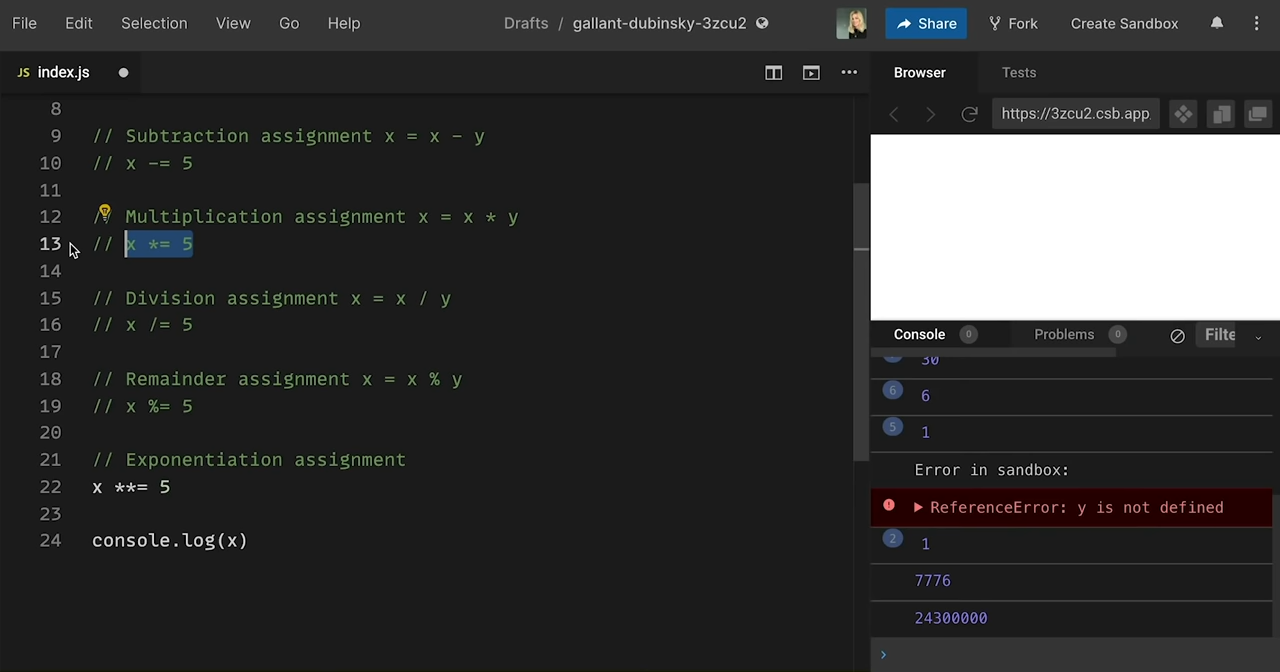 File Edit Selection View Go Help Drafts / gallant-dubinsky-3zcu2 Share Fork Create Sandbox
JS index.js Browser Tests
https://3zcu2.csb.app
8
9 // Subtraction assignment x = x - y
10 // x -= 5
11
12 // Multiplication assignment x = x * y
13 // x *= 5
14
15 // Division assignment x = x / y
16 // x /= 5
17
18 // Remainder assignment x = x % y
19 // x %= 5
20
21 // Exponentiation assignment
22 x **= 5
23
24 console.log(x)
Console 0 Problems 0 Filte
30
6 6
5 1
Error in sandbox:
ReferenceError: y is not defined
2 1
7776
24300000